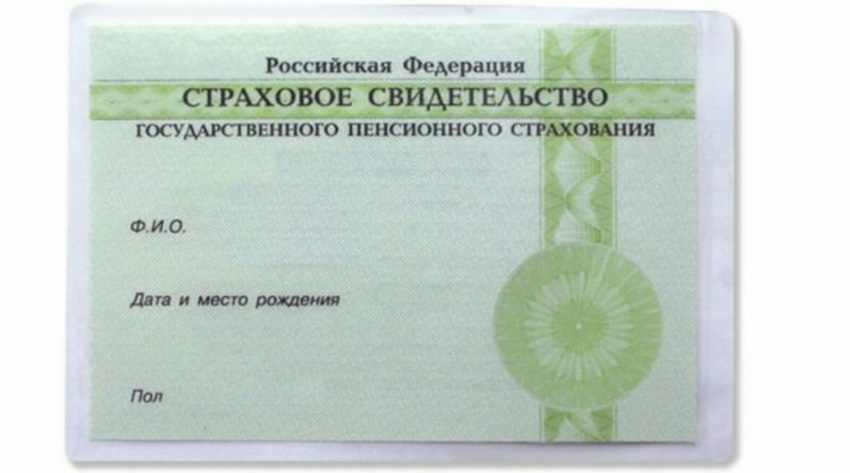 Российская Федерация
СТРАХОВОЕ СВИДЕТЕЛЬСТВО
ГОСУДАРСТВЕННОГО ПЕНСИОННОГО СТРАХОВАНИЯ
Ф.И.О.
Дата и место рождения
Пол